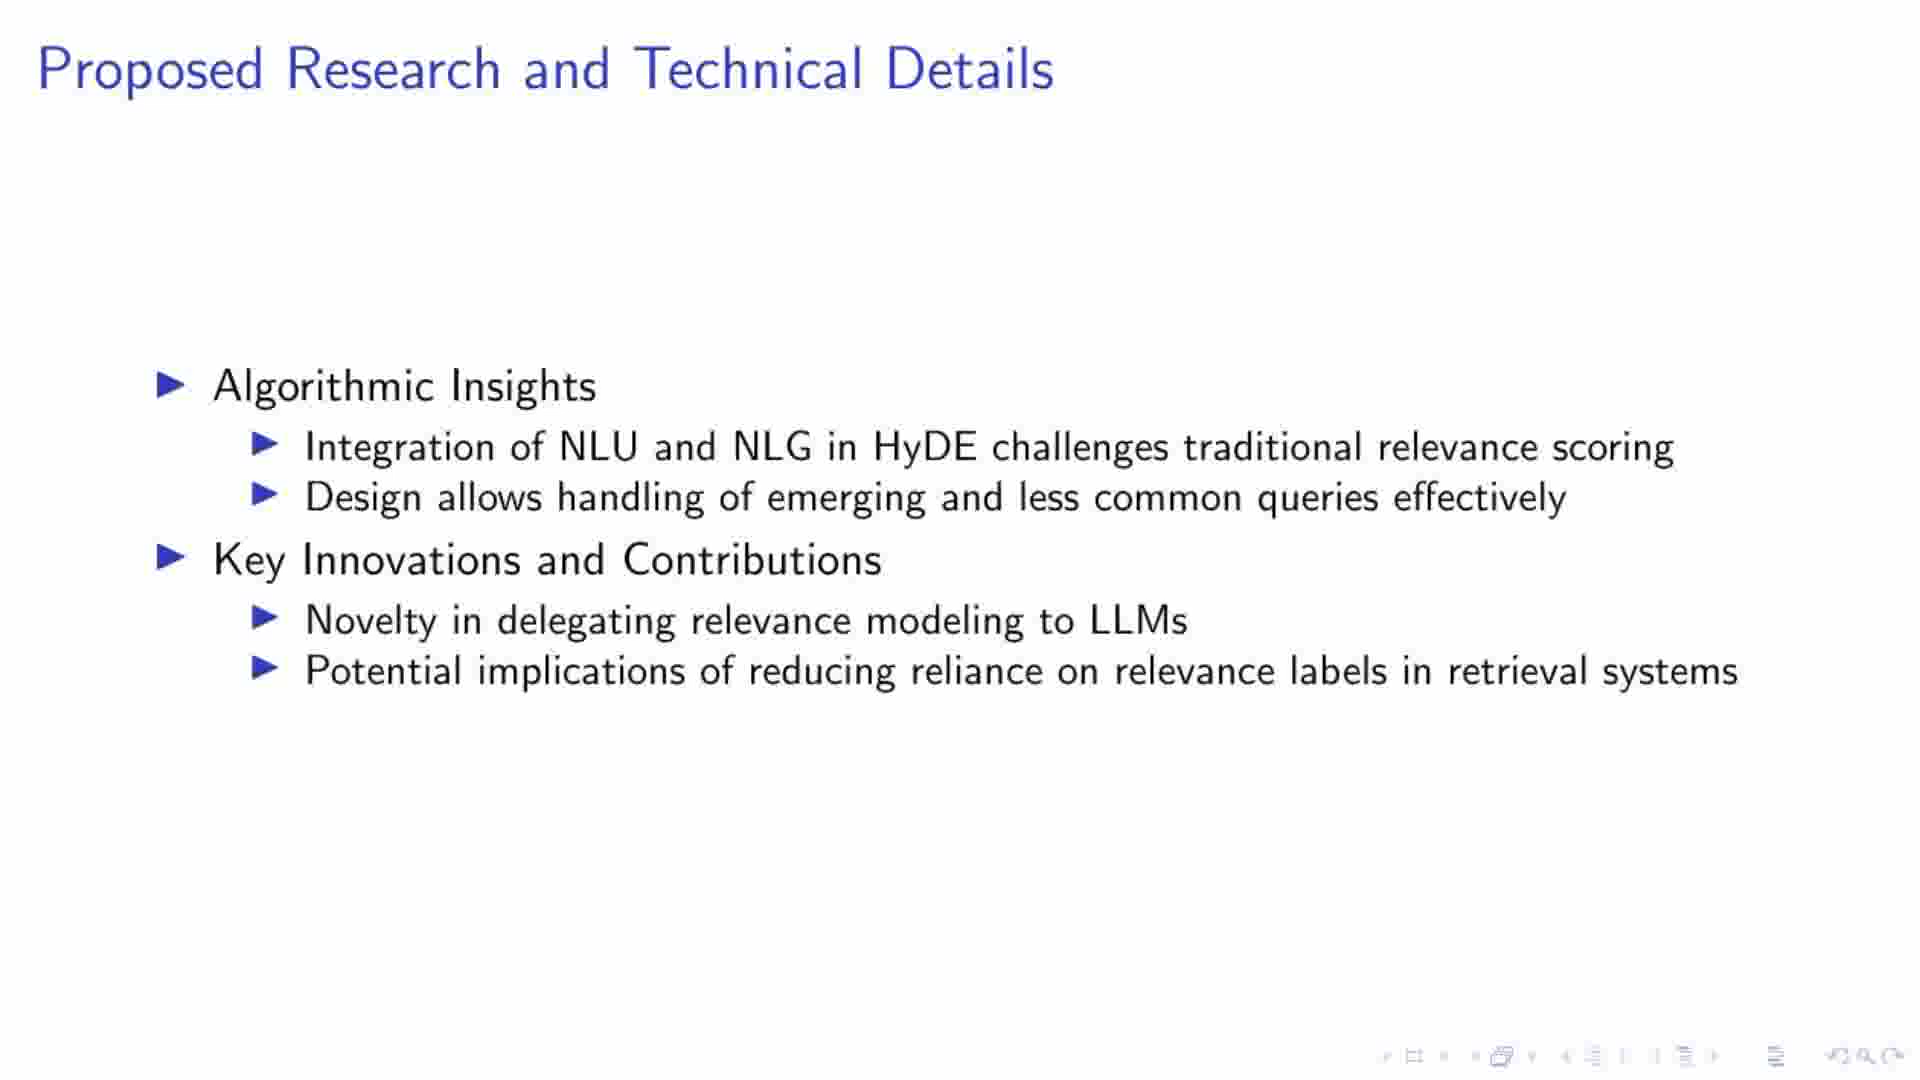 Proposed Research and Technical Details
Algorithmic Insights
Integration of NLU and NLG in HyDE challenges traditional relevance scoring
Design allows handling of emerging and less common queries effectively
Key Innovations and Contributions
Novelty in delegating relevance modeling to LLMs
Potential implications of reducing reliance on relevance labels in retrieval systems